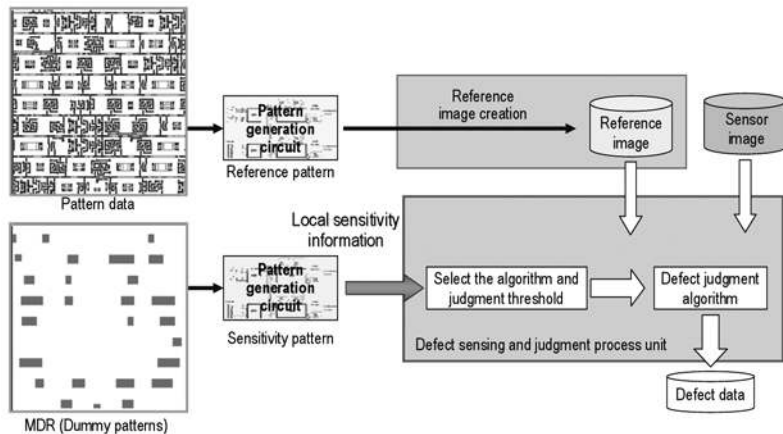 Pattern
generation
circuit
Reference pattern
Reference
image creation
Reference
image
Sensor
image
Pattern data
Local sensitivity
information
Pattern
generation
circuit
Sensitivity pattern
Select the algorithm and
judgment threshold
Defect judgment
algorithm
Defect sensing and judgment process unit
Defect data
MDR (Dummy patterns)